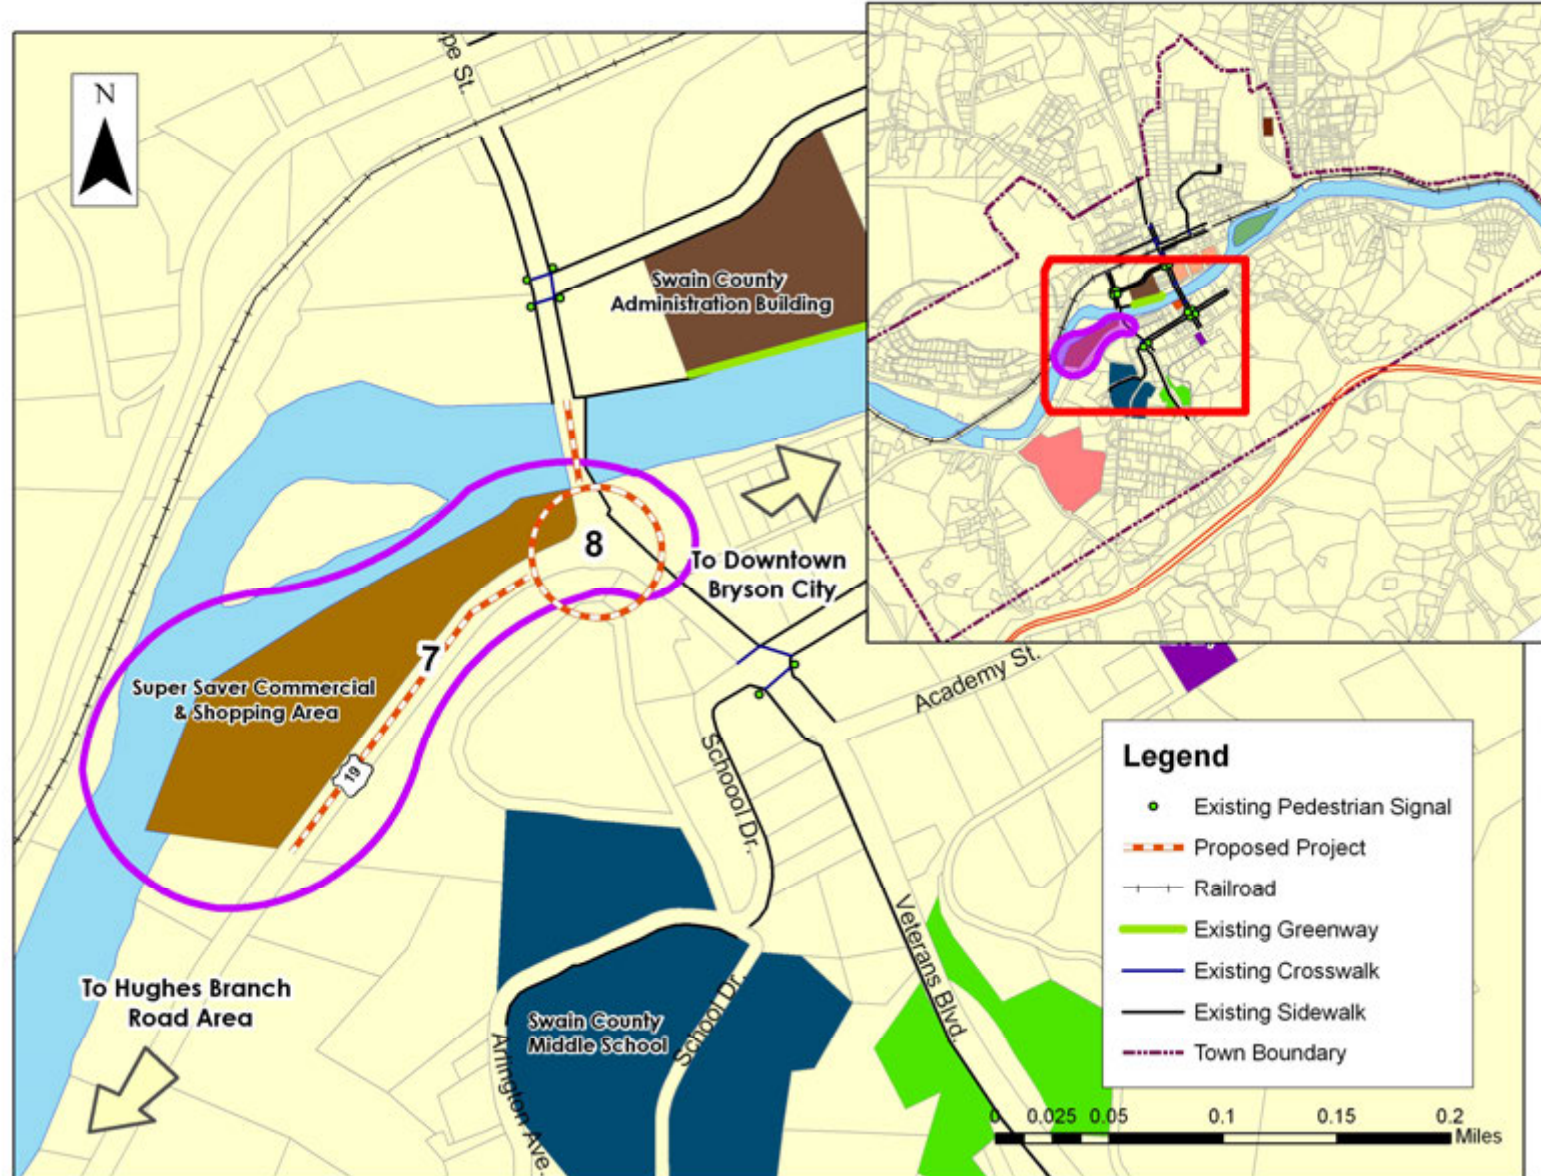 N
pe St.
Swain County
Administration Building
8
To Downtown
Bryson City
7
Super Saver Commercial
& Shopping Area
19
Academy St.
Schoool Dr.
To Hughes Branch
Road Area
Swain County
Middle School
School Dr.
Arlington Ave.
Veterans Blvd.
Legend
Existing Pedestrian Signal
Proposed Project
Railroad
Existing Greenway
Existing Crosswalk
Existing Sidewalk
Town Boundary
0 0.025 0.05 0.1 0.15 0.2
Miles